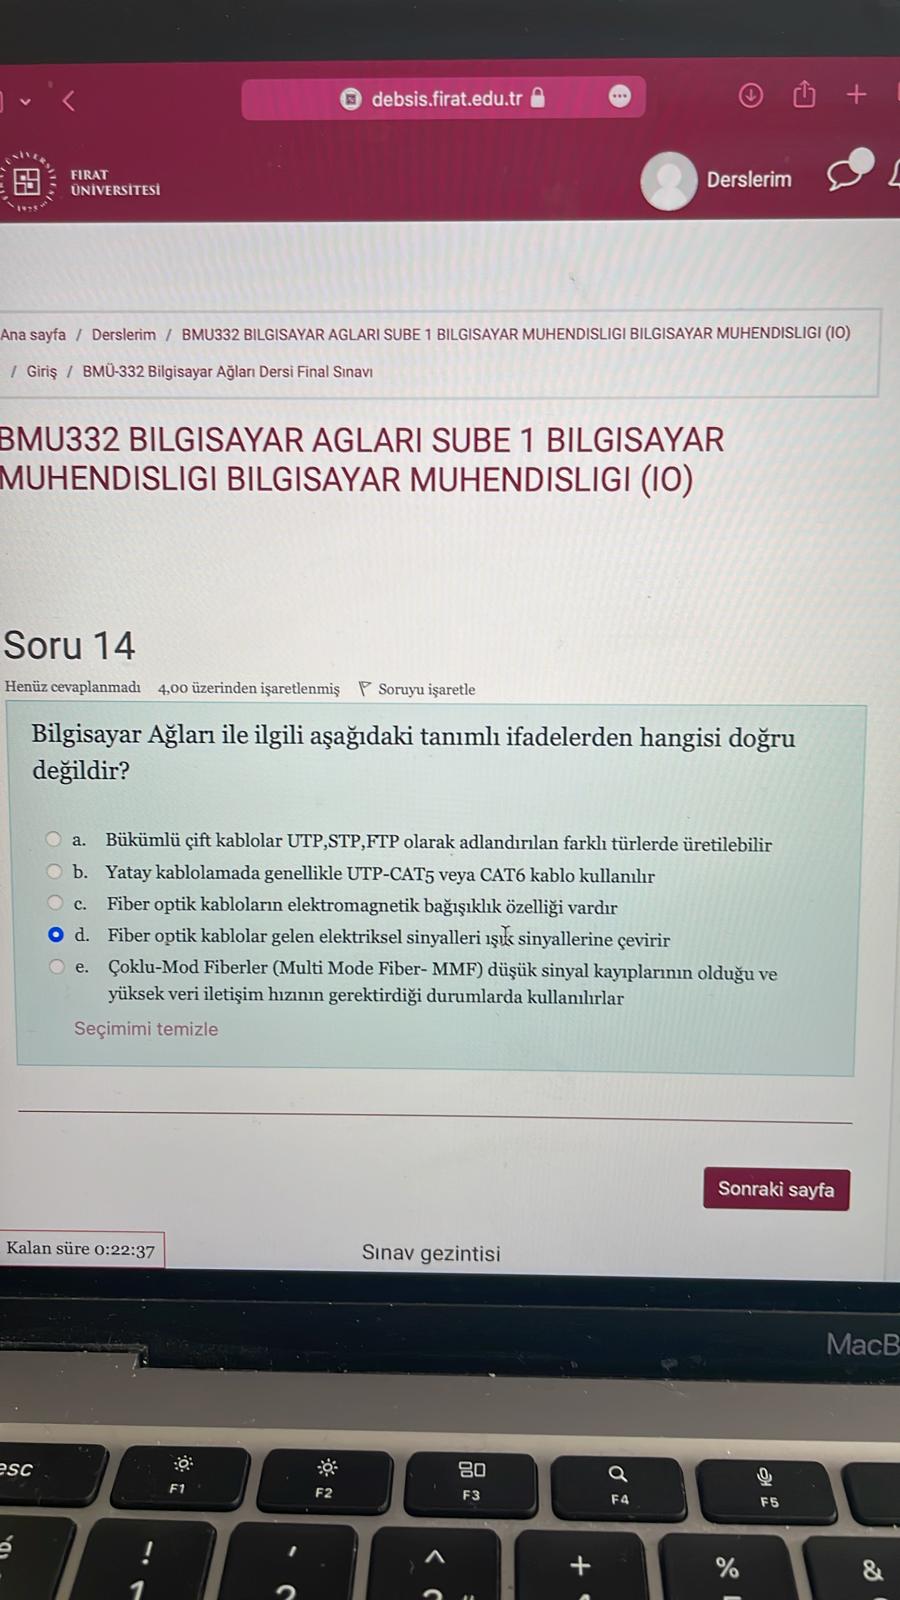 debsis.firat.edu.tr
FIRAT
ÜNİVERSİTESİ
Derslerim
Ana sayfa / Derslerim / BMU332 BILGISAYAR AGLARI SUBE 1 BILGISAYAR MUHENDISLIGI BILGISAYAR MUHENDISLIGI (IO)
/ Giriş / BMÜ-332 Bilgisayar Ağları Dersi Final Sınavı
BMU332 BILGISAYAR AGLARI SUBE 1 BILGISAYAR
MUHENDISLIGI BILGISAYAR MUHENDISLIGI (IO)
Soru 14
Henüz cevaplanmadı 4,00 üzerinden işaretlenmiş Soruyu işaretle
Bilgisayar Ağları ile ilgili aşağıdaki tanımlı ifadelerden hangisi doğru
değildir?
a. Bükümlü çift kablolar UTP,STP,FTP olarak adlandırılan farklı türlerde üretilebilir
b. Yatay kablolamada genellikle UTP-CAT5 veya CAT6 kablo kullanılır
c. Fiber optik kabloların elektromagnetik bağışıklık özelliği vardır
d. Fiber optik kablolar gelen elektriksel sinyalleri ışık sinyallerine çevirir
e. Çoklu-Mod Fiberler (Multi Mode Fiber- MMF) düşük sinyal kayıplarının olduğu ve
yüksek veri iletişim hızının gerektirdiği durumlarda kullanılırlar
Seçimimi temizle
Sonraki sayfa
Kalan süre 0:22:37
Sınav gezintisi
MacB
esc
F1
F2
F3
F4
F5
é ! ' ^ + % &
1